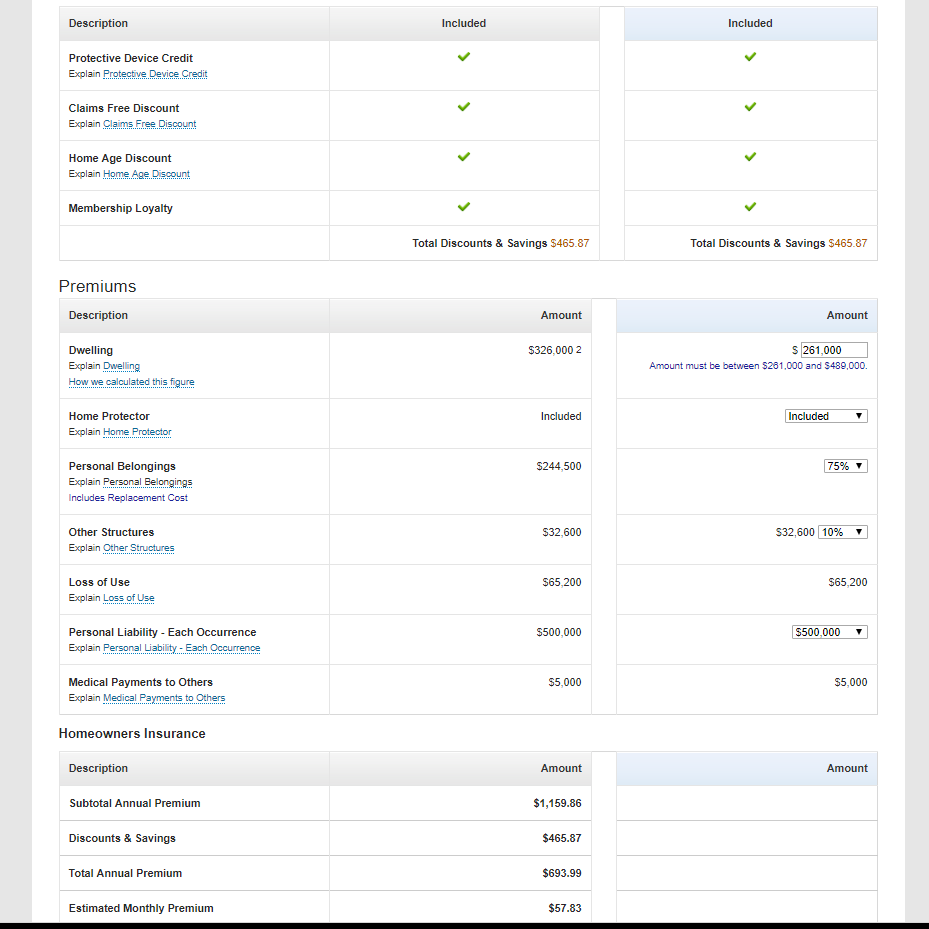 Description Included Included
Protective Device Credit
Explain Protective Device Credit
Claims Free Discount
Explain Claims Free Discount
Home Age Discount
Explain Home Age Discount
Membership Loyalty
Total Discounts & Savings $465.87 Total Discounts & Savings $465.87
Premiums
Description Amount Amount
Dwelling $326,000 2 $ 261,000
Explain Dwelling Amount must be between $261,000 and $489,000.
How we calculated this figure
Home Protector Included Included
Explain Home Protector
Personal Belongings $244,500 75%
Explain Personal Belongings
Includes Replacement Cost
Other Structures $32,600 $32,600 10%
Explain Other Structures
Loss of Use $65,200 $65,200
Explain Loss of Use
Personal Liability - Each Occurrence $500,000 $500,000
Explain Personal Liability - Each Occurrence
Medical Payments to Others $5,000 $5,000
Explain Medical Payments to Others
Homeowners Insurance
Description Amount Amount
Subtotal Annual Premium $1,159.86
Discounts & Savings $465.87
Total Annual Premium $693.99
Estimated Monthly Premium $57.83